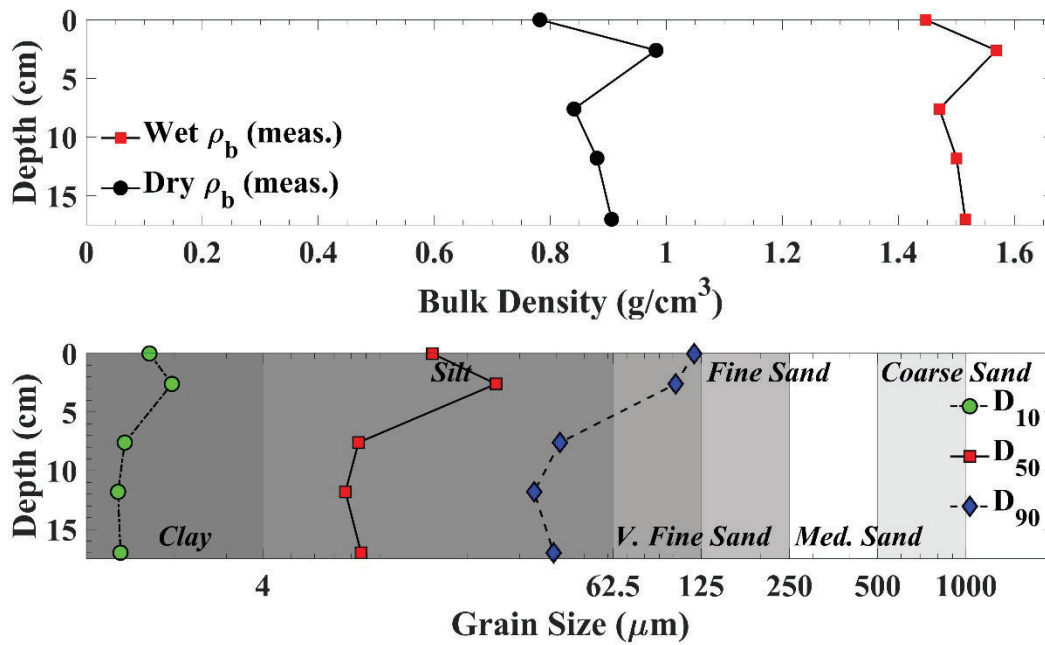 0
5
10
15
Depth (cm)
Wet ρb (meas.)
Dry ρb (meas.)
0 0.2 0.4 0.6 0.8 1 1.2 1.4 1.6
Bulk Density (g/cm³)
0
5
10
15
Depth (cm)
Silt Fine Sand Coarse Sand
D10
D50
D90
Clay V. Fine Sand Med. Sand
4 62.5 125 250 500 1000
Grain Size (μm)